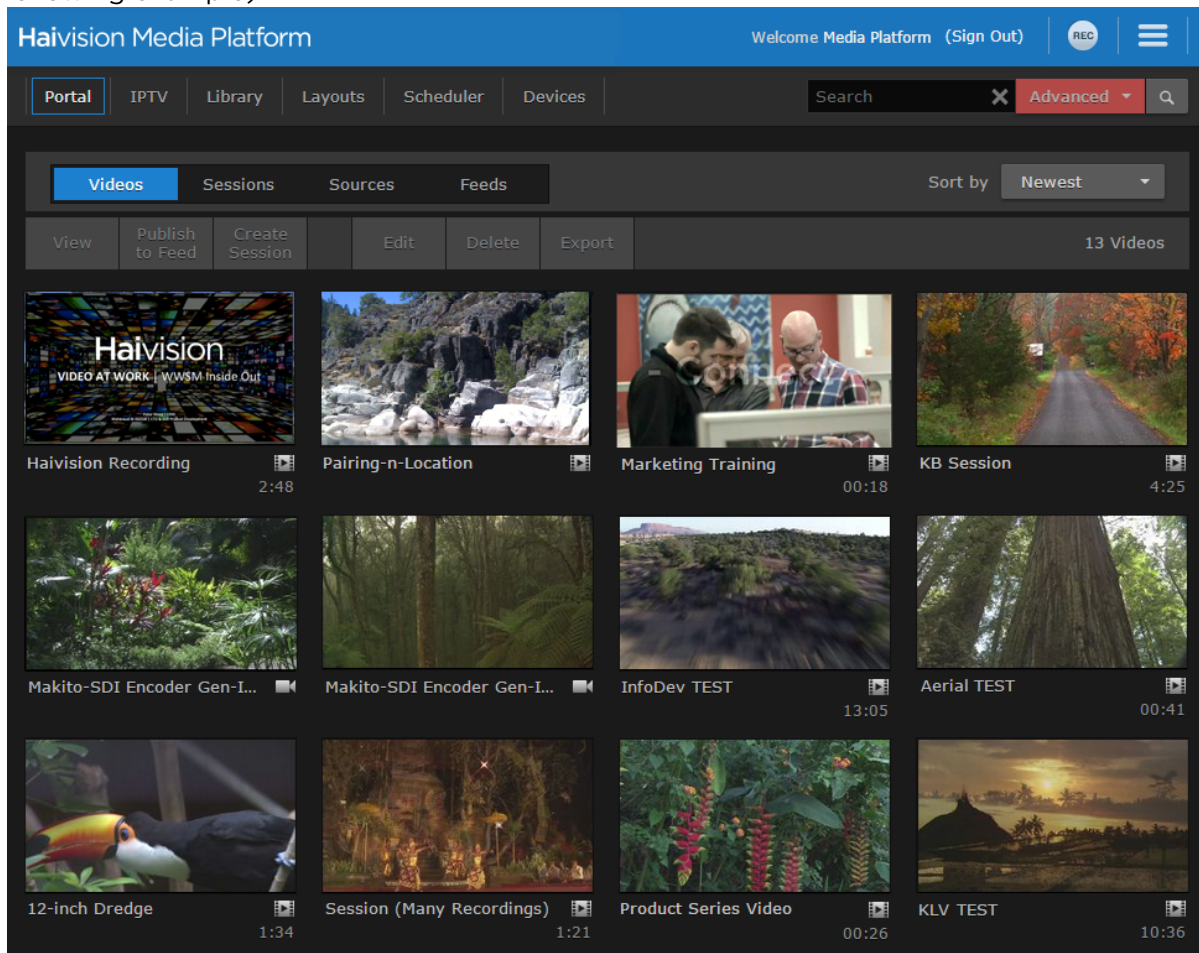 Haivision Media Platform
Welcome Media Platform (Sign Out)
REC
Portal IPTV Library Layouts Scheduler Devices
Search Advanced
Videos Sessions Sources Feeds
Sort by Newest
View Publish to Feed Create Session Edit Delete Export
13 Videos
Haivision
VIDEO AT WORK | WWSM Inside Out
Connect
Haivision Recording
2:48
Pairing-n-Location
Marketing Training
00:18
KB Session
4:25
Makito-SDI Encoder Gen-I...
Makito-SDI Encoder Gen-I...
InfoDev TEST
13:05
Aerial TEST
00:41
12-inch Dredge
1:34
Session (Many Recordings)
1:21
Product Series Video
00:26
KLV TEST
10:36